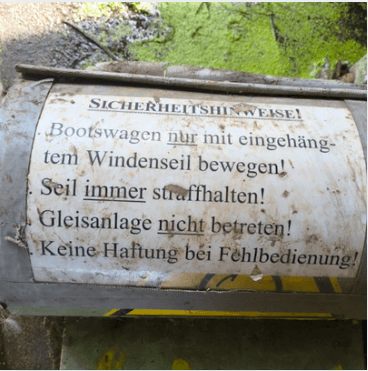 SICHERHEITSHINWEISE!
. Bootswagen nur mit eingehäng-
tem Windenseil bewegen!
. Seil immer straffhalten!
. Gleisanlage nicht betreten!
. Keine Haftung bei Fehlbedienung!